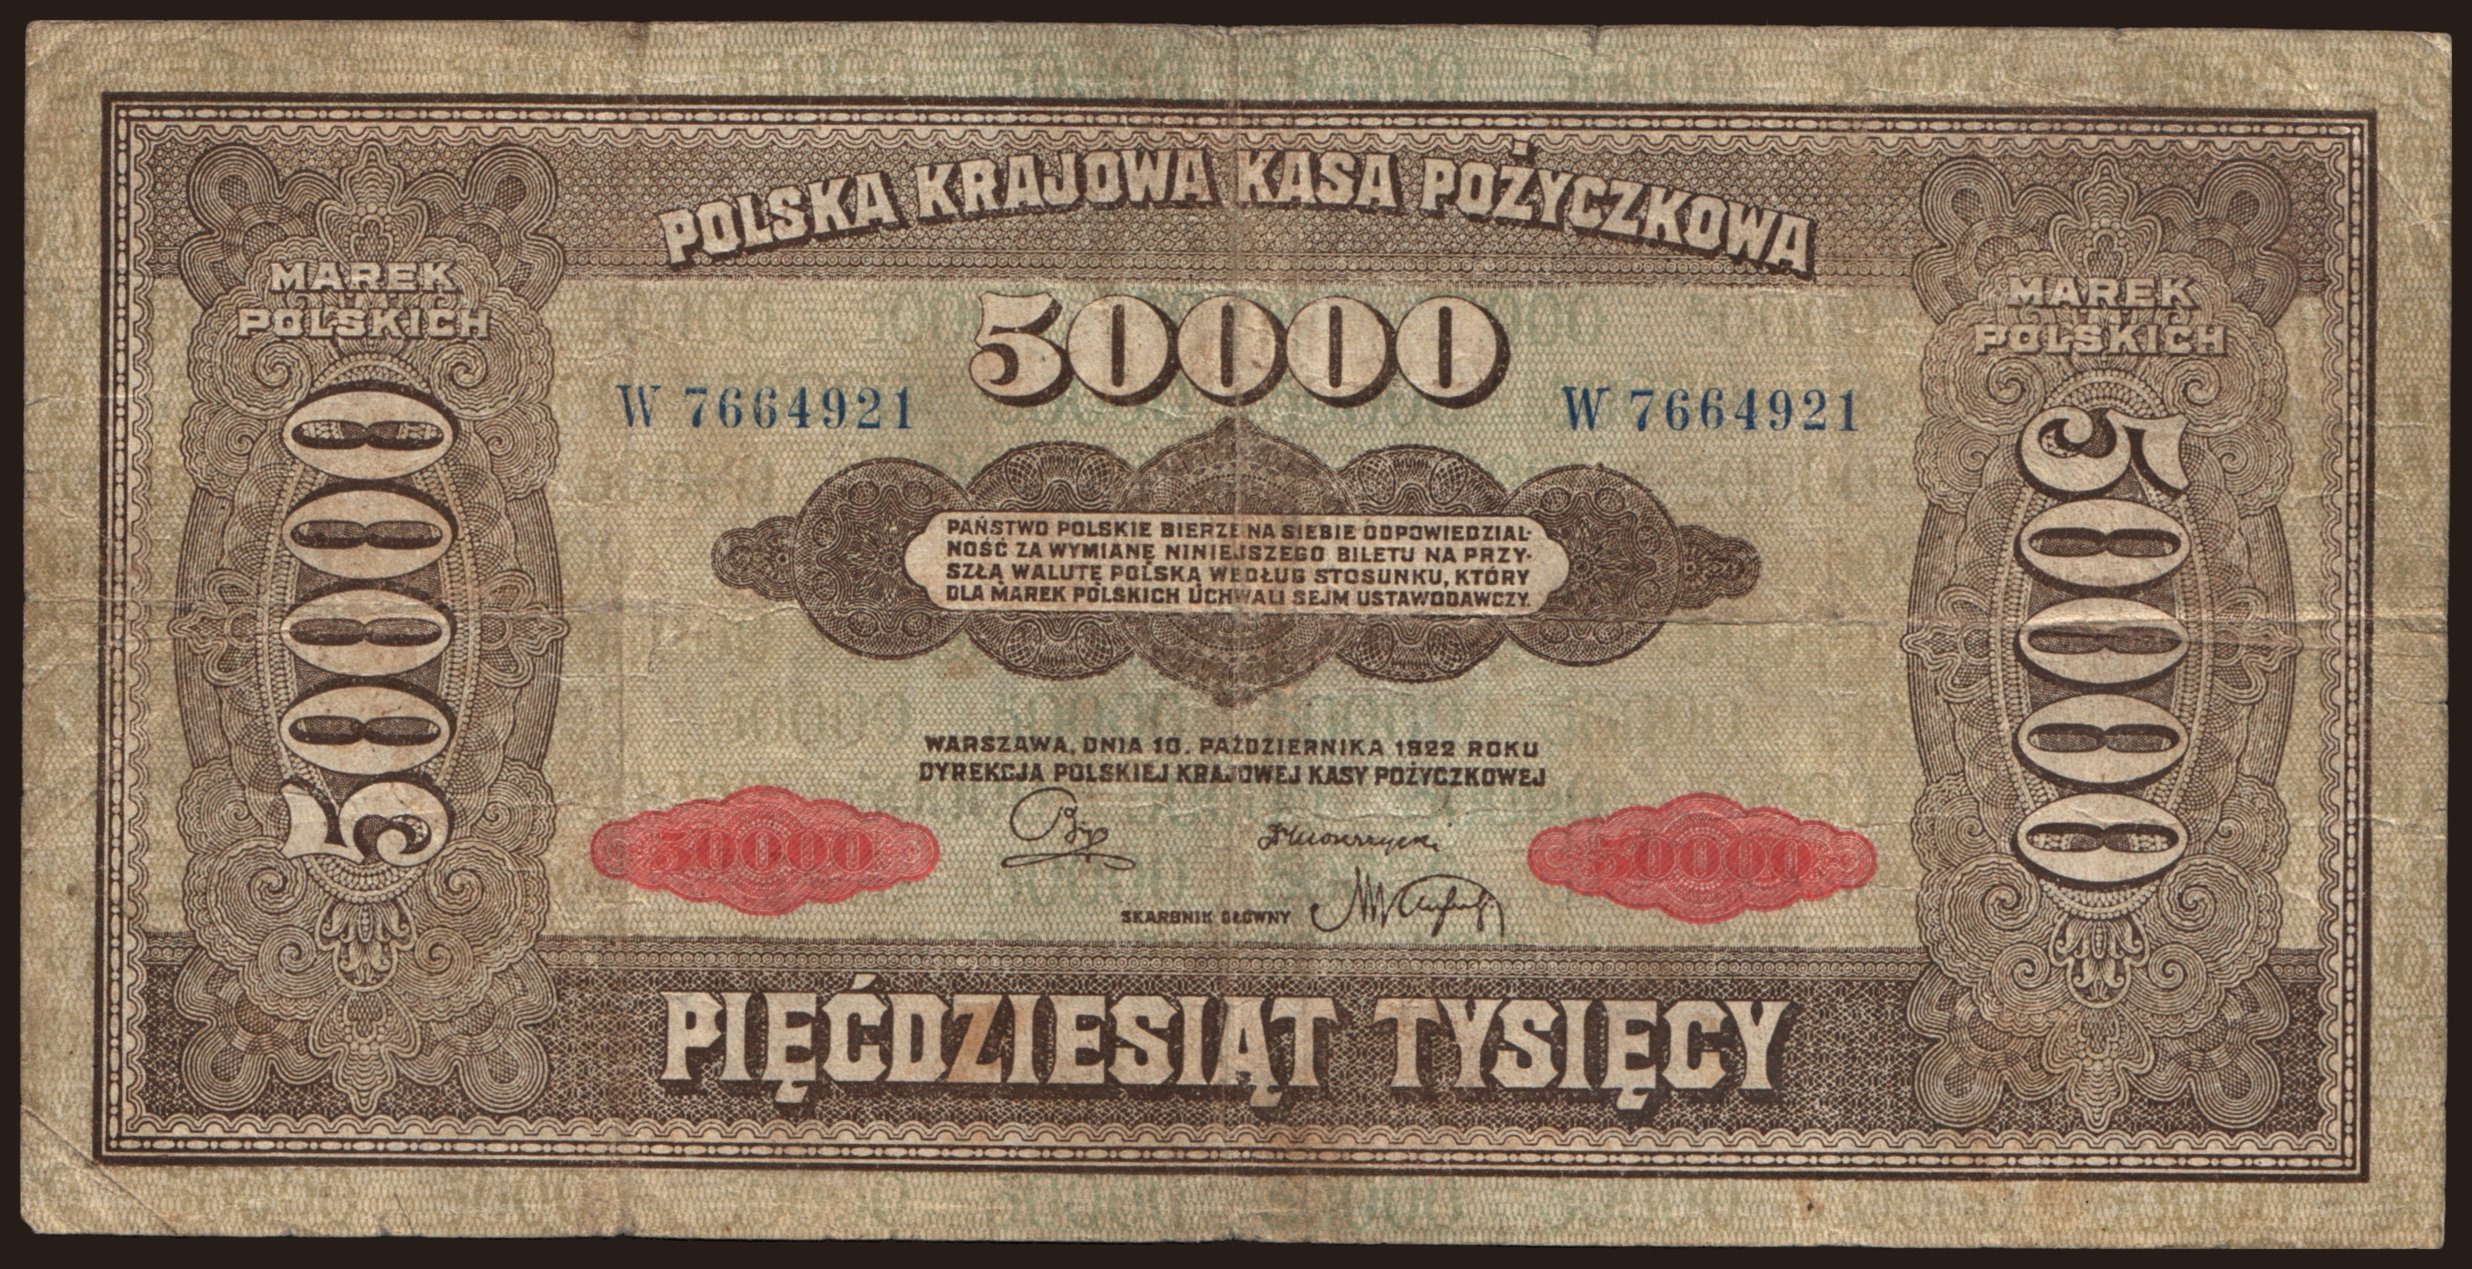 POLSKA KRAJOWA KASA POŻYCZKOWA
MAREK
POLSKICH
MAREK
POLSKICH
50000
W 7664921
W 7664921
50000
50000
PAŃSTWO POLSKIE BIERZE NA SIEBIE ODPOWIEDZIAL-
NOŚĆ ZA WYMIANĘ NINIEJSZEGO BILETU NA PRZY-
SZŁĄ WALUTĘ POLSKĄ WEDŁUG STOSUNKU, KTÓRY
DLA MAREK POLSKICH UCHWALI SEJM USTAWODAWCZY.
WARSZAWA, DNIA 10. PAŹDZIERNIKA 1922 ROKU
DYREKCJA POLSKIEJ KRAJOWEJ KASY POŻYCZKOWEJ
50000
50000
SKARBNIK GŁÓWNY
PIĘĆDZIESIĄT TYSIĘCY